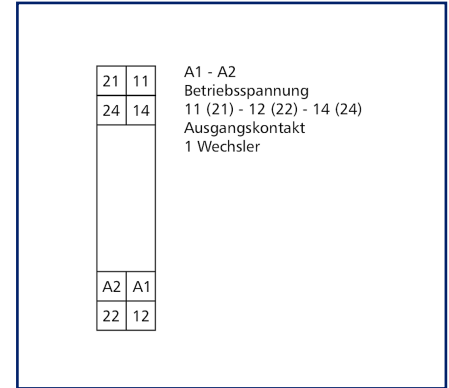 21 11
24 14
A2 A1
22 12
A1 - A2
Betriebsspannung
11 (21) - 12 (22) - 14 (24)
Ausgangskontakt
1 Wechsler